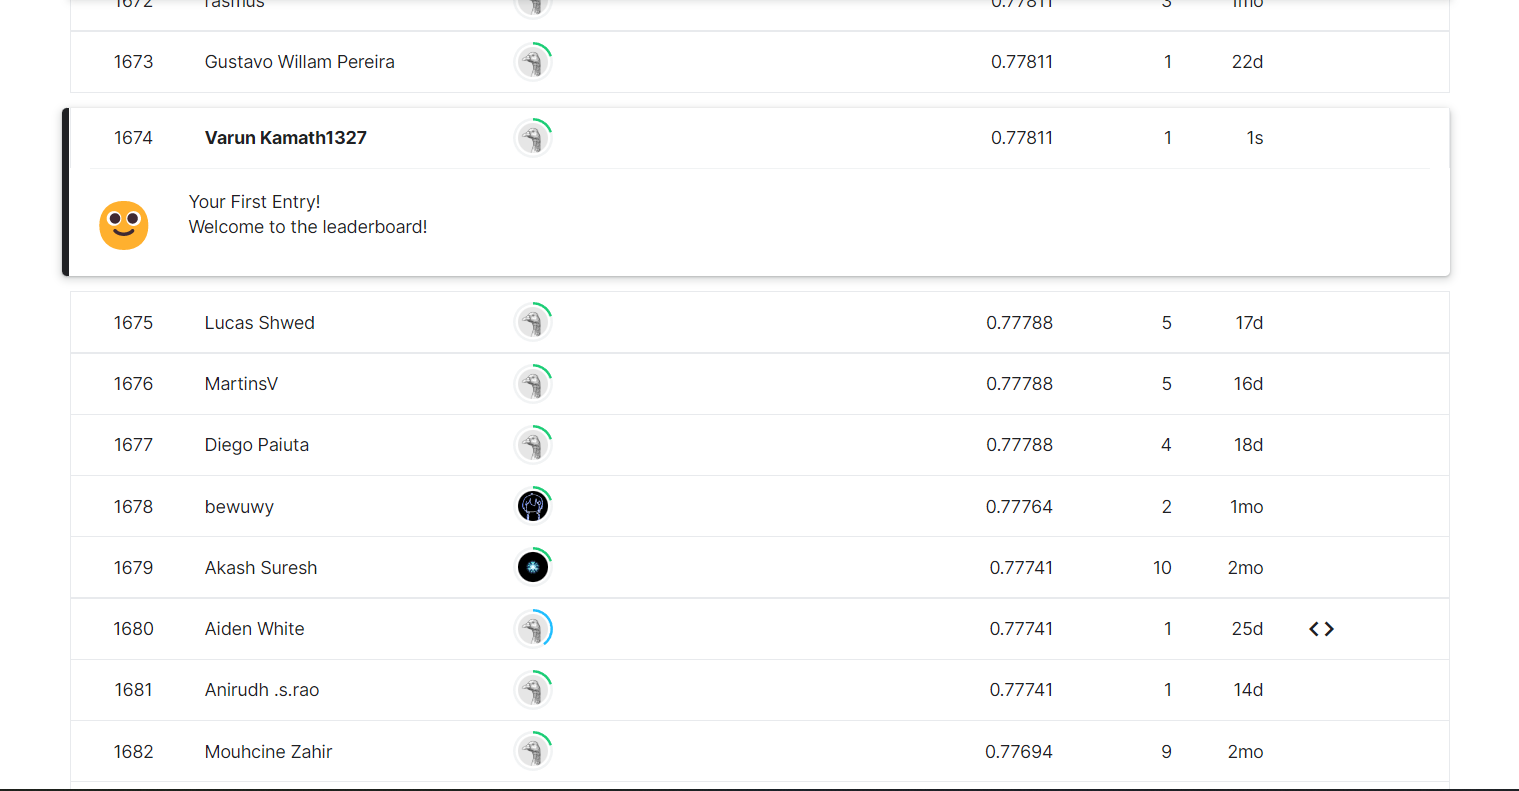 1672 rasmus 0.77811 3 1mo
1673 Gustavo Willam Pereira 0.77811 1 22d
1674 Varun Kamath1327 0.77811 1 1s
Your First Entry!
Welcome to the leaderboard!
1675 Lucas Shwed 0.77788 5 17d
1676 MartinsV 0.77788 5 16d
1677 Diego Paiuta 0.77788 4 18d
1678 bewuwy 0.77764 2 1mo
1679 Akash Suresh 0.77741 10 2mo
1680 Aiden White 0.77741 1 25d <>
1681 Anirudh .s.rao 0.77741 1 14d
1682 Mouhcine Zahir 0.77694 9 2mo